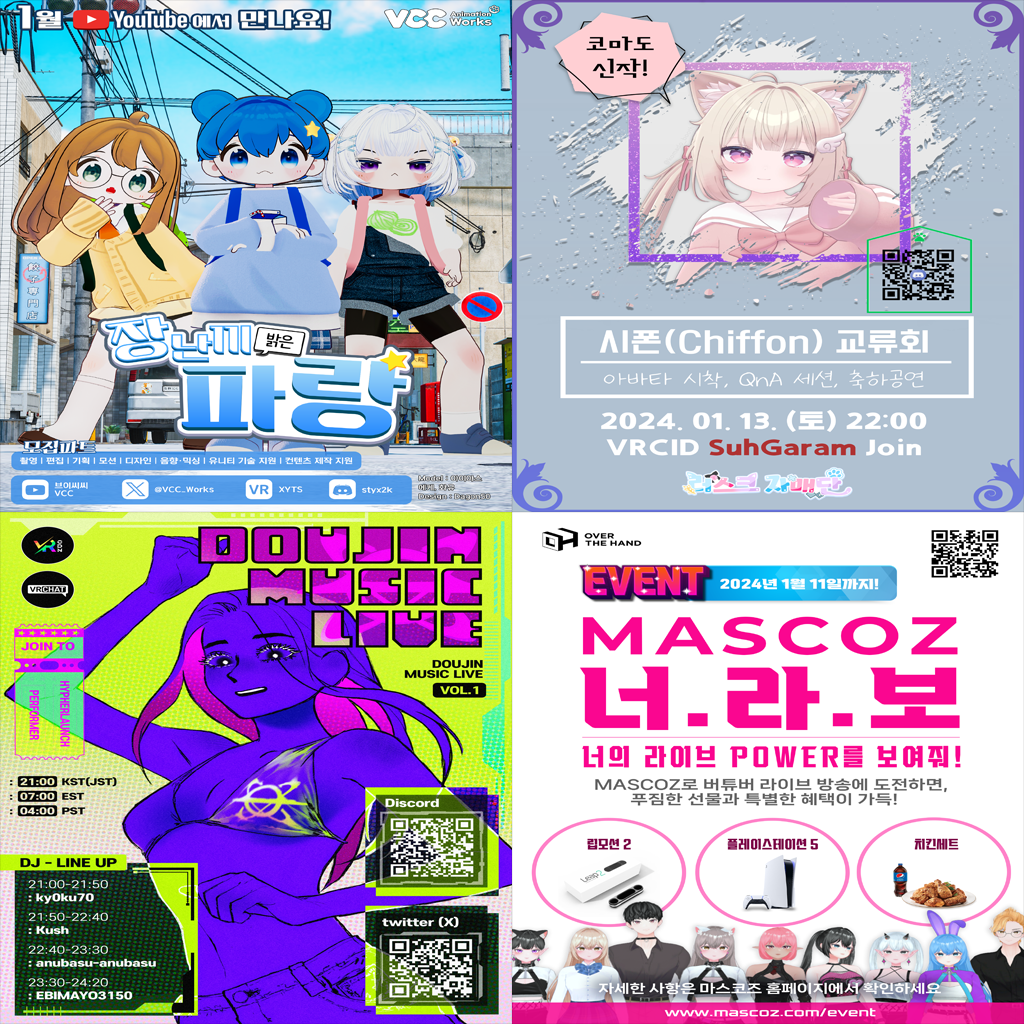 1월 YouTube에서 만나요!
VCC Animation Works
餃子専門店
장난끼 밝은
파랑
모집파트
촬영 | 편집 | 기획 | 모션 | 디자인 | 음향·믹싱 | 유니티 기술 지원 | 컨텐츠 제작 지원
브이씨씨
VCC
@VCC_Works
VR XYTS
styx2k
Design : DayonSD
코마도
신작!
시폰(Chiffon) 교류회
아바타 시착, QnA 세션, 축하공연
2024. 01. 13. (토) 22:00
VRCID SuhGaram Join
DOUJIN
MUSIC
LIVE
VRCHAT
DOUJIN
MUSIC LIVE
VOL.1
JOIN TO
HYPHERLAUNCH
PERFORMER
: 21:00 KST(JST)
: 07:00 EST
: 04:00 PST
DJ - LINE UP
21:00-21:50
: ky0ku70
21:50-22:40
: Kush
22:40-23:30
: anubasu-anubasu
23:30-24:20
: EBIMAYO3150
Discord
twitter (X)
OVER
THE HAND
EVENT 2024년 1월 11일까지!
MASCOZ
너.라.보
너의 라이브 POWER를 보여줘!
MASCOZ로 버튜버 라이브 방송에 도전하면,
푸짐한 선물과 특별한 혜택이 가득!
립모션 2
플레이스테이션 5
치킨세트
자세한 사항은 마스코즈 홈페이지에서 확인하세요
www.mascoz.com/event